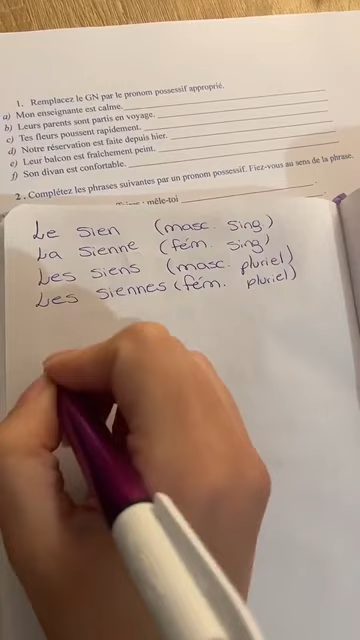 1. Remplacez le GN par le pronom possessif approprié.
a) Mon enseignante est calme.
b) Leurs parents sont partis en voyage.
c) Tes fleurs poussent rapidement.
d) Notre réservation est faite depuis hier.
e) Leur balcon est fraîchement peint.
f) Son divan est confortable.
2. Complétez les phrases suivantes par un pronom possessif. Fiez-vous au sens de la phrase.
mêle-toi
Le sien (masc. sing.)
La sienne (fém. sing)
Les siens (masc. pluriel)
Les siennes (fém. pluriel)